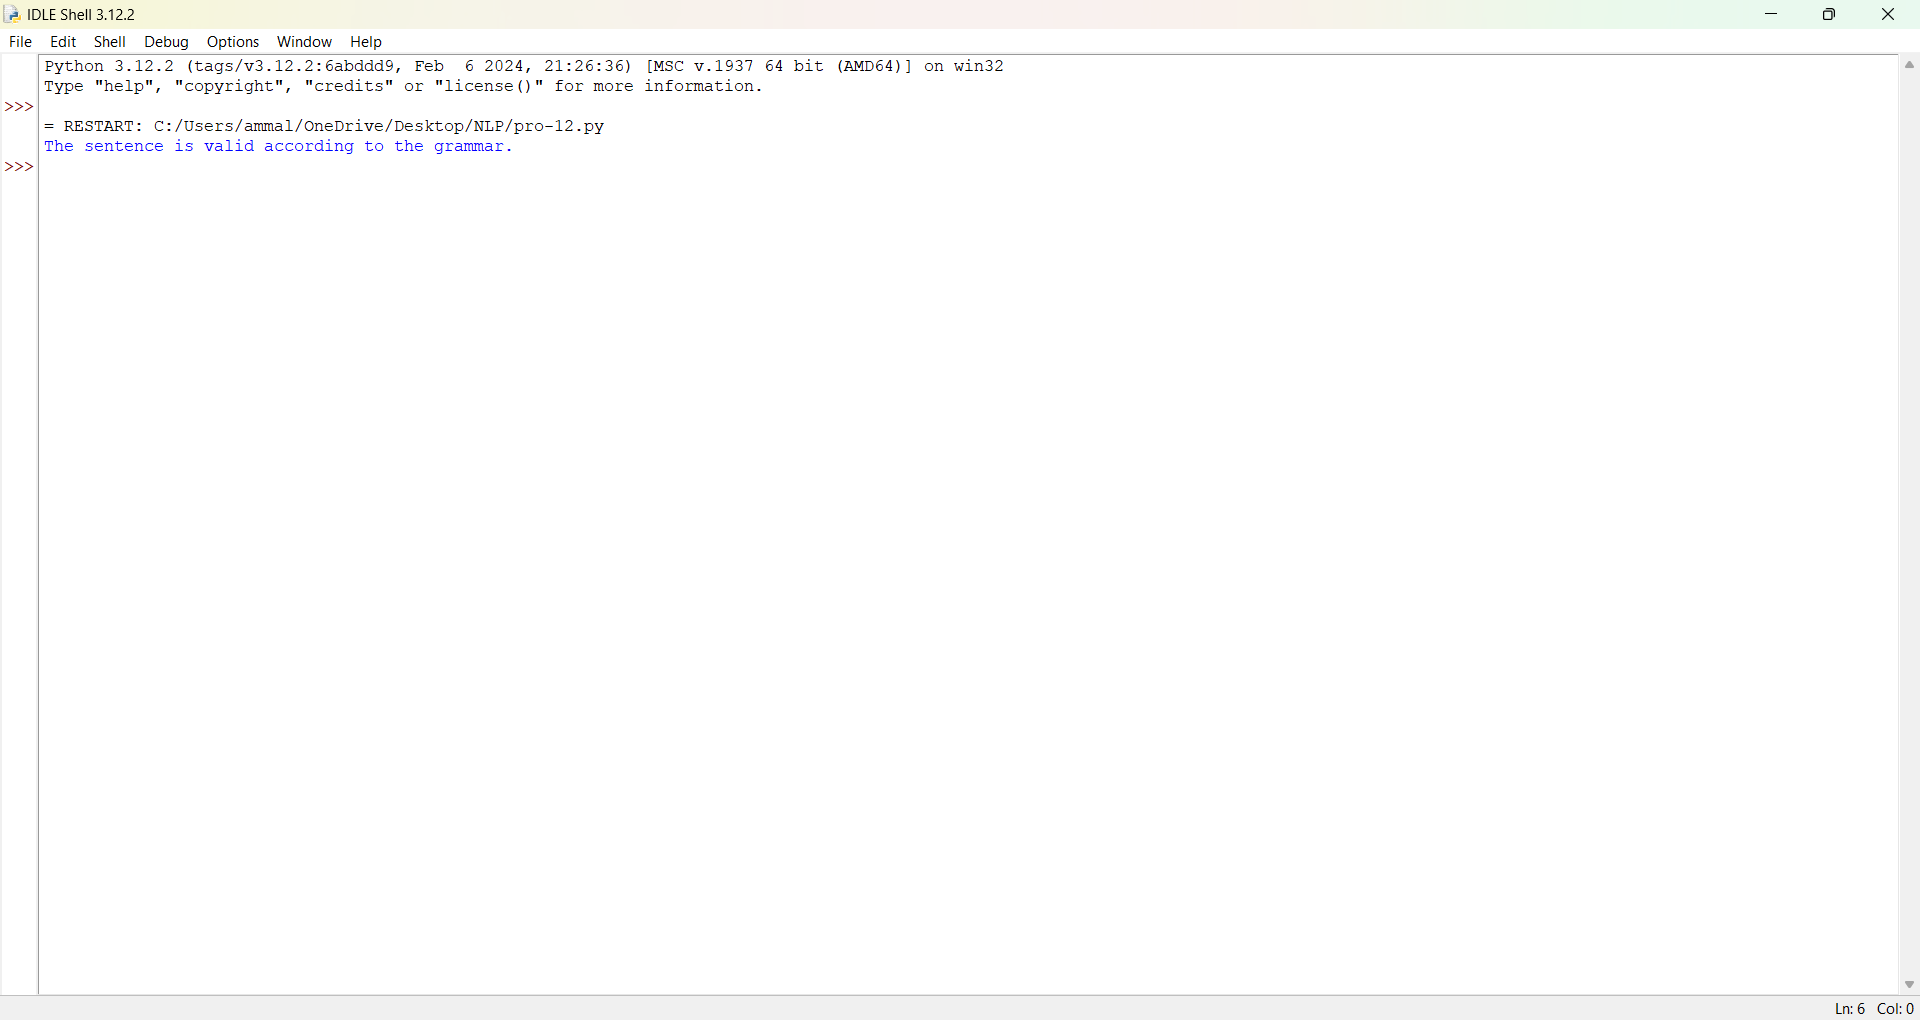 IDLE Shell 3.12.2
File Edit Shell Debug Options Window Help
Python 3.12.2 (tags/v3.12.2:6abddd9, Feb  6 2024, 21:26:36) [MSC v.1937 64 bit (AMD64)] on win32
Type "help", "copyright", "credits" or "license()" for more information.
>>>
= RESTART: C:/Users/ammal/OneDrive/Desktop/NLP/pro-12.py
The sentence is valid according to the grammar.
>>>
Ln: 6 Col: 0